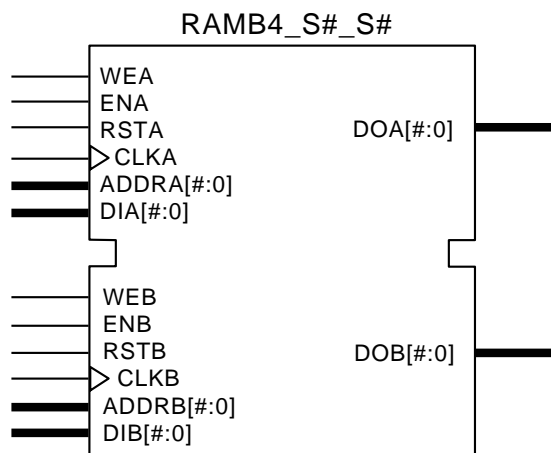 RAMB4_S#_S#
WEA
ENA
RSTA
DOA[#:0]
CLKA
ADDRA[#:0]
DIA[#:0]
WEB
ENB
RSTB
DOB[#:0]
CLKB
ADDRB[#:0]
DIB[#:0]